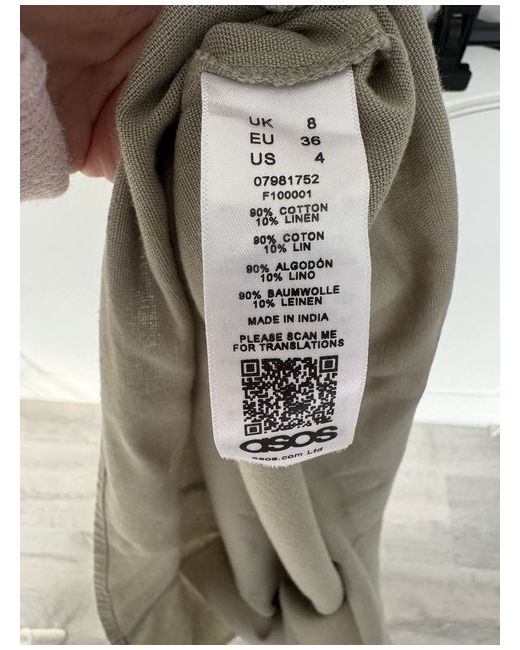 UK 8
EU 36
US 4
07981752
F100001
90% COTTON
10% LINEN
90% COTON
10% LIN
90% ALGODÓN
10% LINO
90% BAUMWOLLE
10% LEINEN
MADE IN INDIA
PLEASE SCAN ME
FOR TRANSLATIONS
asos
asos.com Ltd